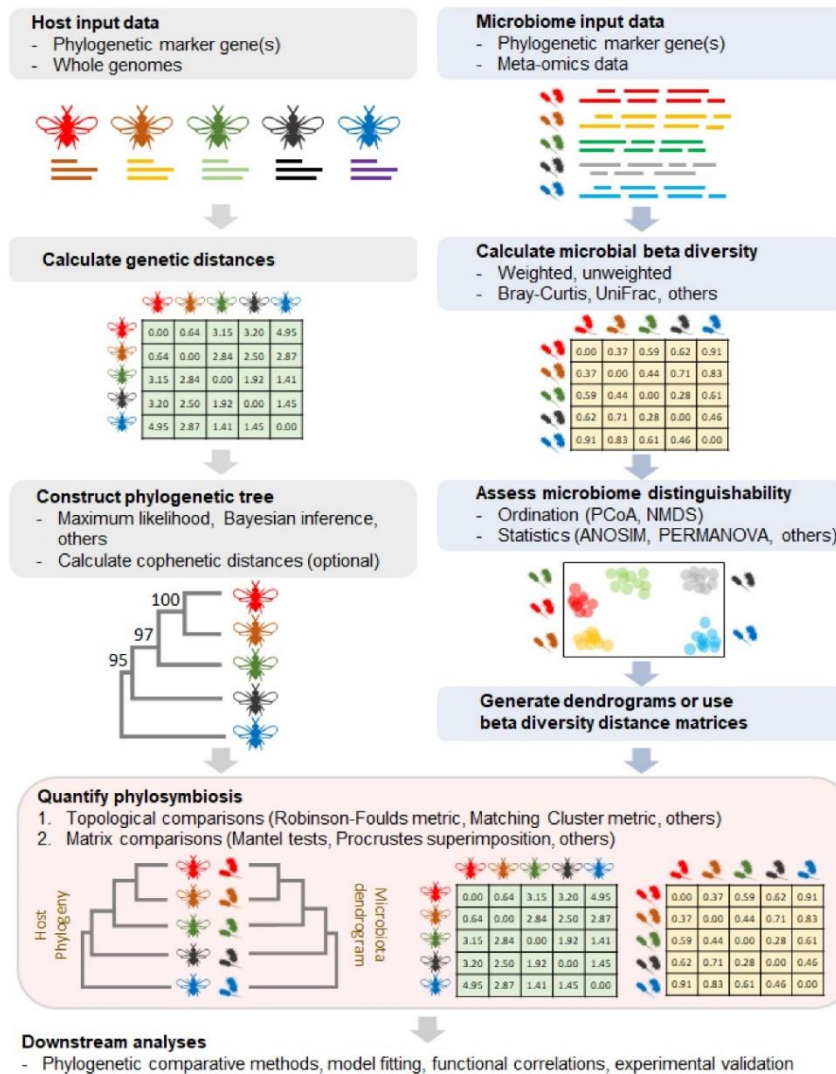 Host input data
- Phylogenetic marker gene(s)
- Whole genomes
Calculate genetic distances
0.00 0.64 3.15 3.20 4.95
0.64 0.00 2.84 2.50 2.87
3.15 2.84 0.00 1.92 1.41
3.20 2.50 1.92 0.00 1.45
4.95 2.87 1.41 1.45 0.00
Construct phylogenetic tree
- Maximum likelihood, Bayesian inference,
others
- Calculate cophenetic distances (optional)
100
97
95
Microbiome input data
- Phylogenetic marker gene(s)
- Meta-omics data
Calculate microbial beta diversity
- Weighted, unweighted
- Bray-Curtis, UniFrac, others
0.00 0.37 0.59 0.62 0.91
0.37 0.00 0.44 0.71 0.83
0.59 0.44 0.00 0.28 0.61
0.62 0.71 0.28 0.00 0.46
0.91 0.83 0.61 0.46 0.00
Assess microbiome distinguishability
- Ordination (PCoA, NMDS)
- Statistics (ANOSIM, PERMANOVA, others)
Generate dendrograms or use
beta diversity distance matrices
Quantify phylosymbiosis
1. Topological comparisons (Robinson-Foulds metric, Matching Cluster metric, others)
2. Matrix comparisons (Mantel tests, Procrustes superimposition, others)
Host
Phylogeny
Microbiota
dendrogram
0.00 0.64 3.15 3.20 4.95
0.64 0.00 2.84 2.50 2.87
3.15 2.84 0.00 1.92 1.41
3.20 2.50 1.92 0.00 1.45
4.95 2.87 1.41 1.45 0.00
0.00 0.37 0.59 0.62 0.91
0.37 0.00 0.44 0.71 0.83
0.59 0.44 0.00 0.28 0.61
0.62 0.71 0.28 0.00 0.46
0.91 0.83 0.61 0.46 0.00
Downstream analyses
- Phylogenetic comparative methods, model fitting, functional correlations, experimental validation